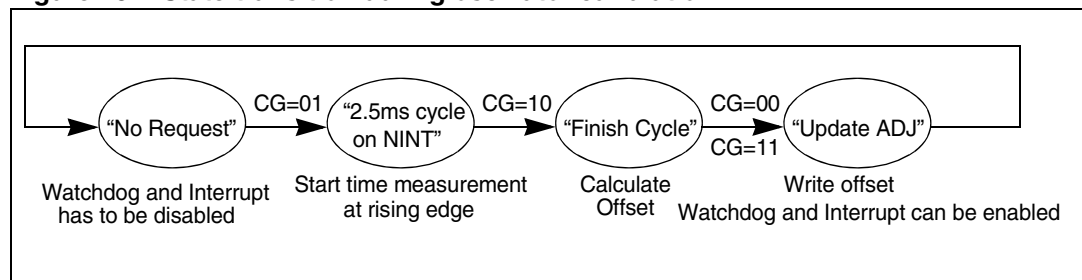 "No Request"
CG=01
"2.5ms cycle
on NINT"
CG=10
"Finish Cycle"
CG=00
CG=11
"Update ADJ"
Watchdog and Interrupt
has to be disabled
Start time measurement
at rising edge
Calculate
Offset
Write offset
Watchdog and Interrupt can be enabled